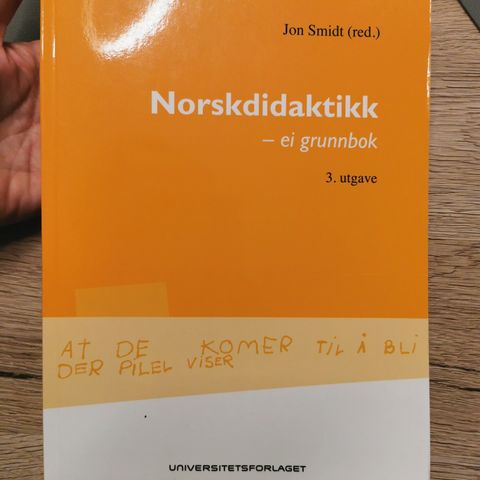 Jon Smidt (red.)
Norskdidaktikk
– ei grunnbok
3. utgave
AT DE KOMER TIL Å BLI
DER PILEL VISER
UNIVERSITETSFORLAGET